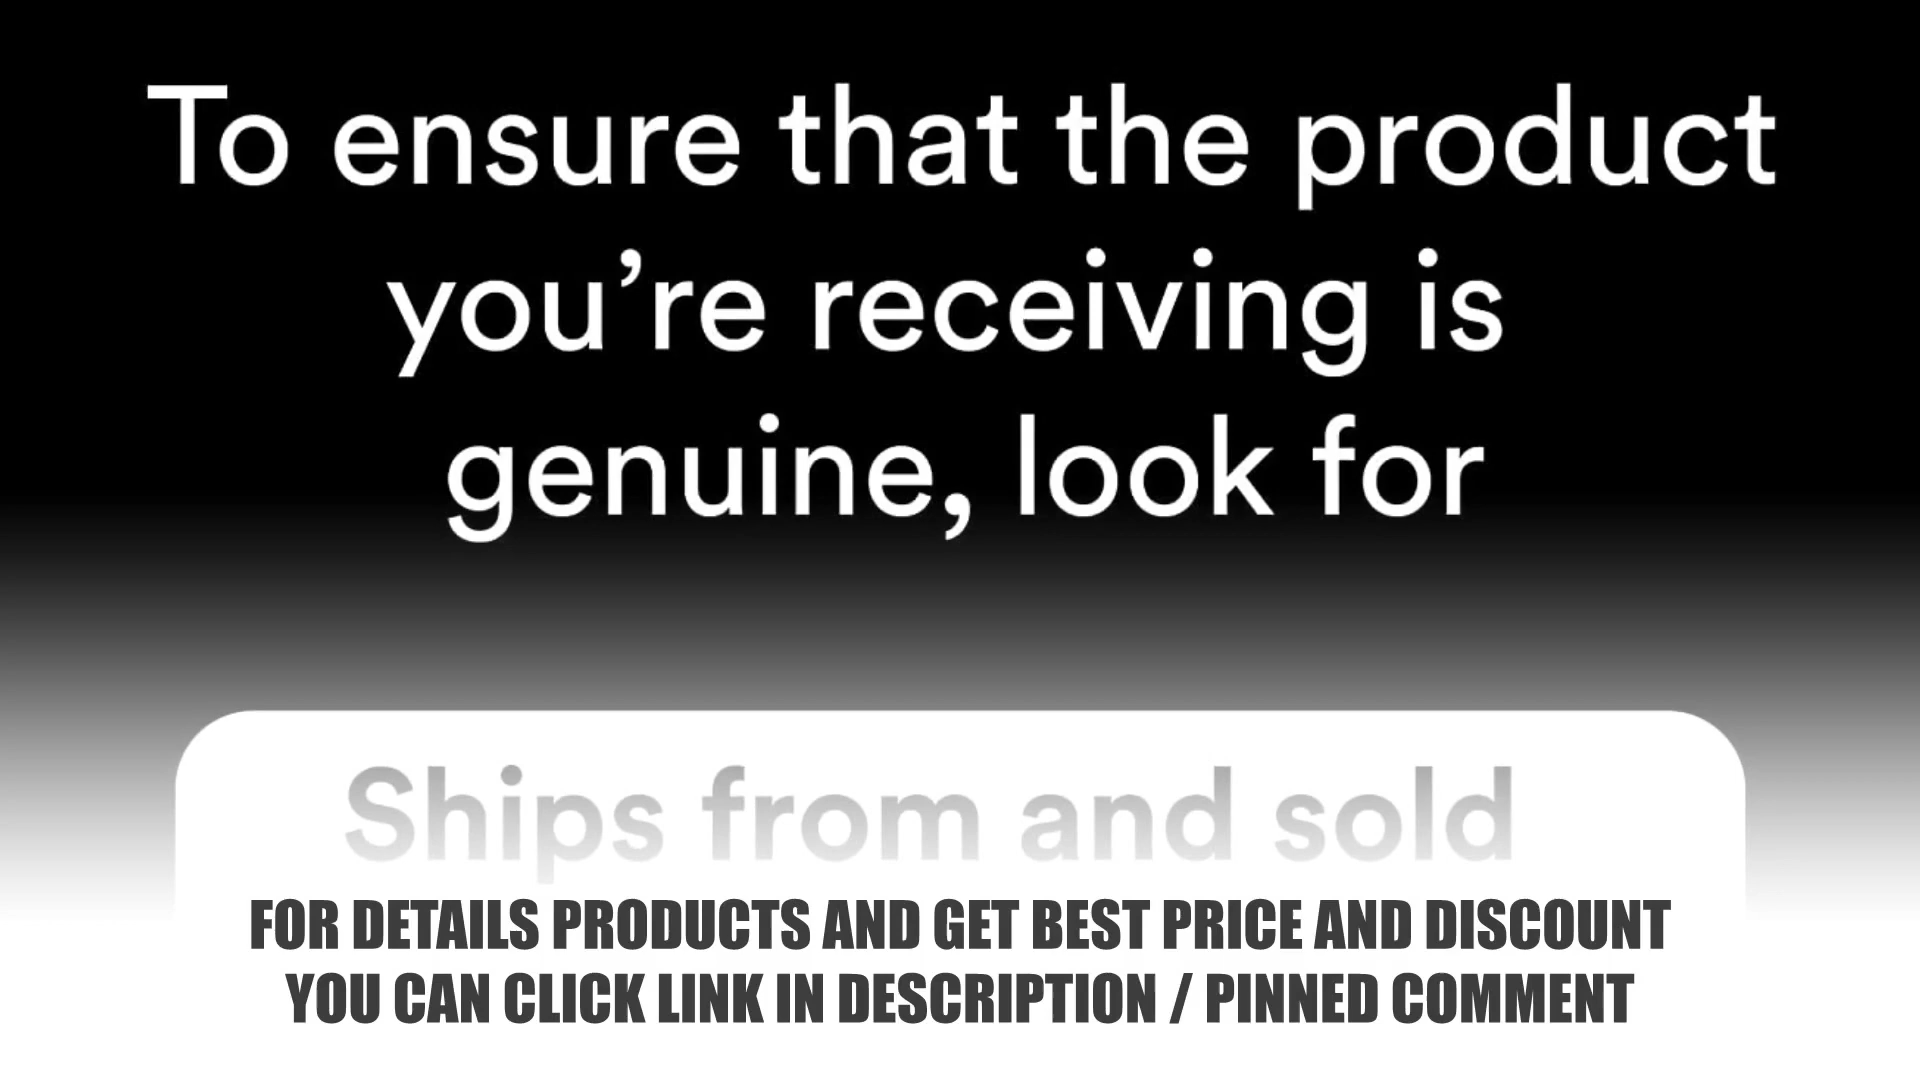 To ensure that the product
you’re receiving is
genuine, look for
Ships from and sold
FOR DETAILS PRODUCTS AND GET BEST PRICE AND DISCOUNT
YOU CAN CLICK LINK IN DESCRIPTION / PINNED COMMENT